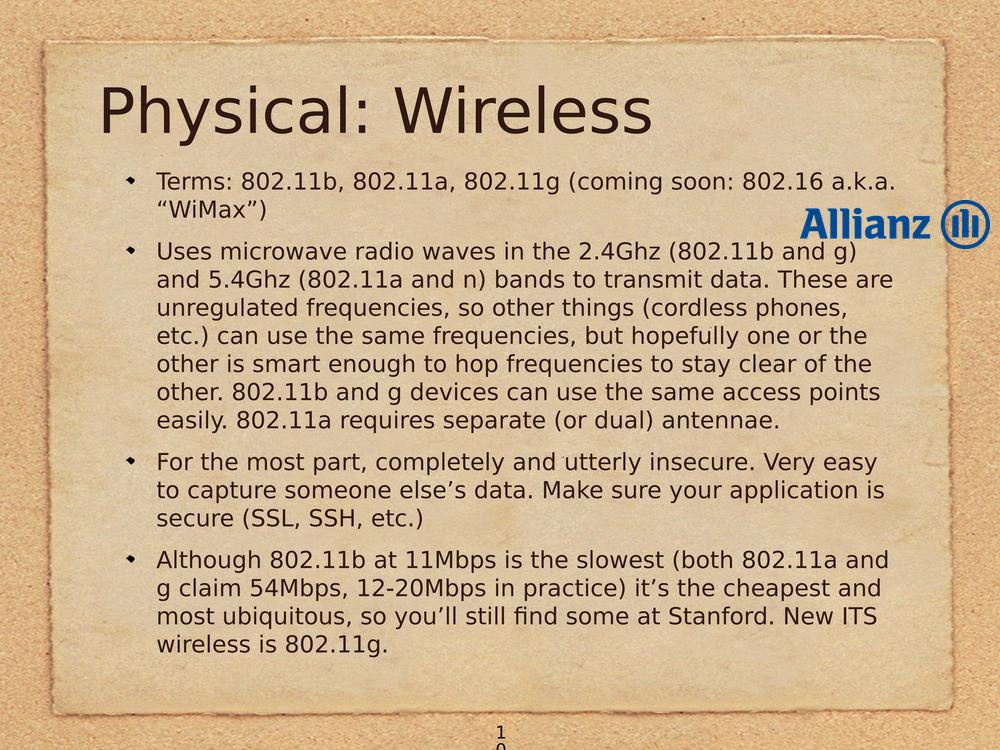 Physical: Wireless
Terms: 802.11b, 802.11a, 802.11g (coming soon: 802.16 a.k.a.
“WiMax”)
Allianz
Uses microwave radio waves in the 2.4Ghz (802.11b and g)
and 5.4Ghz (802.11a and n) bands to transmit data. These are
unregulated frequencies, so other things (cordless phones,
etc.) can use the same frequencies, but hopefully one or the
other is smart enough to hop frequencies to stay clear of the
other. 802.11b and g devices can use the same access points
easily. 802.11a requires separate (or dual) antennae.
For the most part, completely and utterly insecure. Very easy
to capture someone else’s data. Make sure your application is
secure (SSL, SSH, etc.)
Although 802.11b at 11Mbps is the slowest (both 802.11a and
g claim 54Mbps, 12-20Mbps in practice) it’s the cheapest and
most ubiquitous, so you’ll still find some at Stanford. New ITS
wireless is 802.11g.
1
0